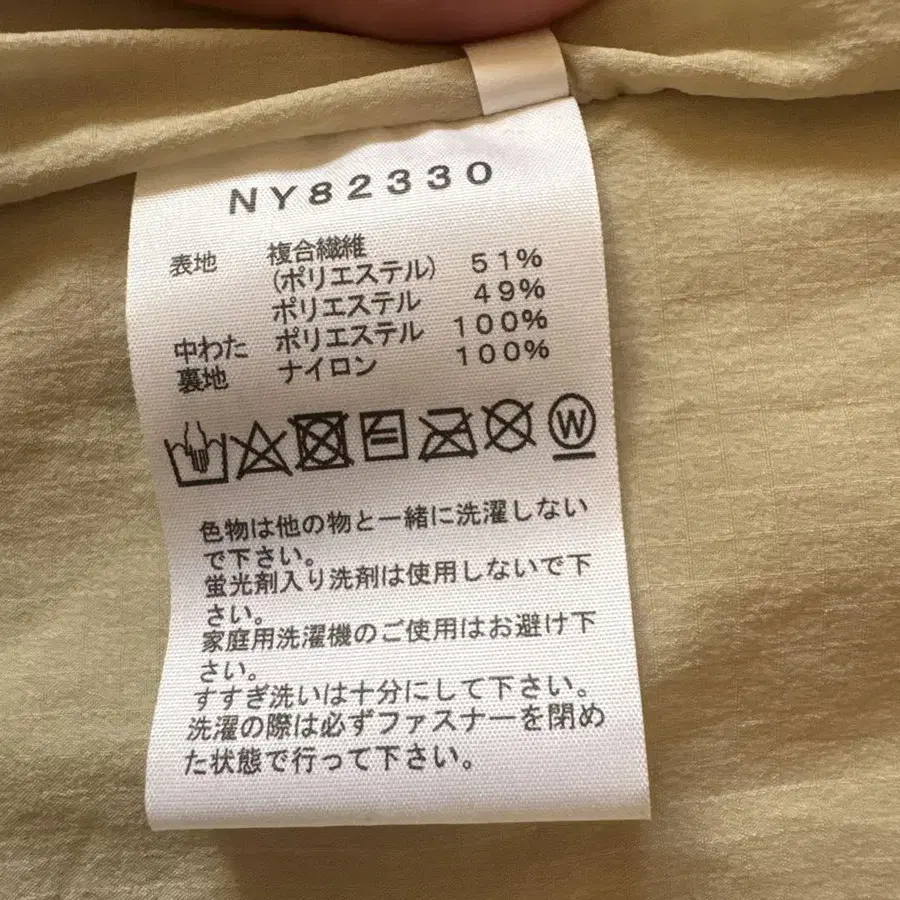 NY82330
表地 複合繊維
(ポリエステル) 51%
ポリエステル 49%
中わた ポリエステル 100%
裏地 ナイロン 100%
W
色物は他の物と一緒に洗濯しない
で下さい。
蛍光剤入り洗剤は使用しないで下
さい。
家庭用洗濯機のご使用はお避け下
さい。
すすぎ洗いは十分にして下さい。
洗濯の際は必ずファスナーを閉め
た状態で行って下さい。